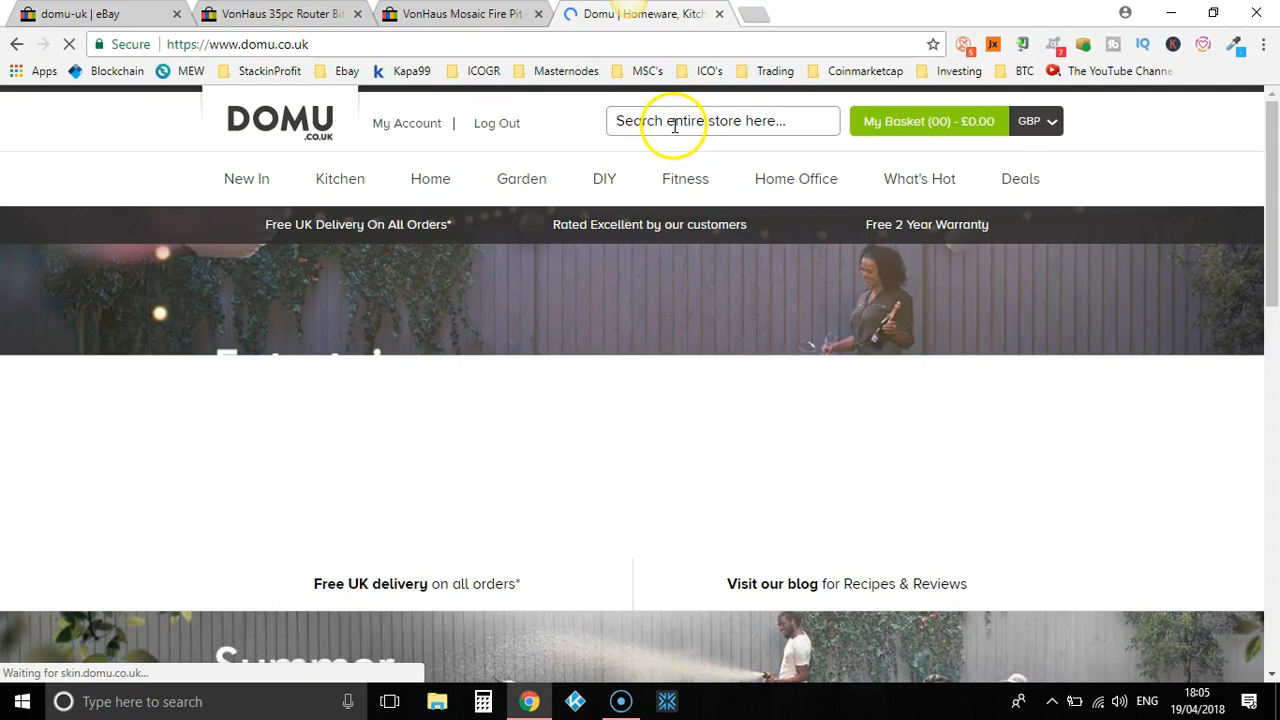 domu-uk | eBay
VonHaus 35pc Router Bit
VonHaus Mosaic Fire Pit
Domu | Homeware, Kitch
Secure
https://www.domu.co.uk
5
7
Apps
Blockchain
MEW
StackinProfit
Ebay
Kapa99
ICOGR
Masternodes
MSC's
ICO's
Trading
Coinmarketcap
Investing
BTC
The YouTube Channe
DOMU
.CO.UK
My Account | Log Out
Search entire store here...
My Basket (00) - £0.00
GBP
New In
Kitchen
Home
Garden
DIY
Fitness
Home Office
What's Hot
Deals
Free UK Delivery On All Orders*
Rated Excellent by our customers
Free 2 Year Warranty
Free UK delivery on all orders*
Visit our blog for Recipes & Reviews
Summer
Waiting for skin.domu.co.uk...
Type here to search
ENG
18:05
19/04/2018